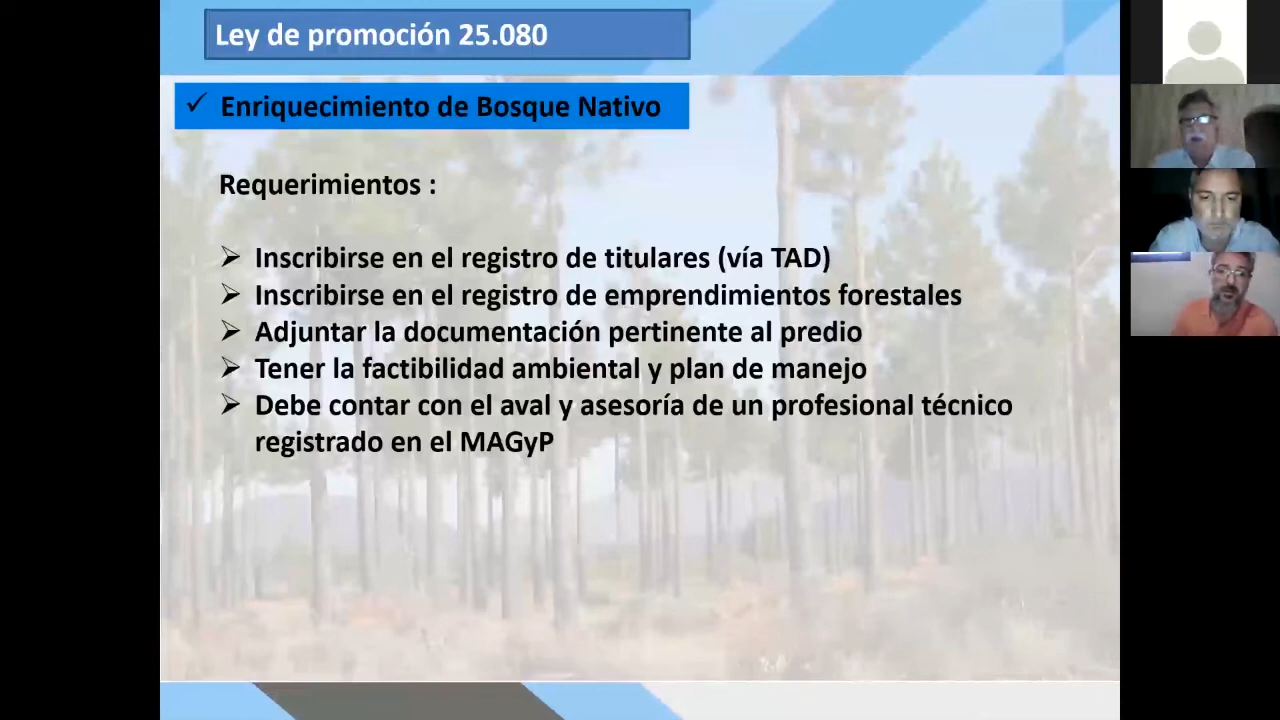 Ley de promoción 25.080
✓ Enriquecimiento de Bosque Nativo
Requerimientos :
➢ Inscribirse en el registro de titulares (vía TAD)
➢ Inscribirse en el registro de emprendimientos forestales
➢ Adjuntar la documentación pertinente al predio
➢ Tener la factibilidad ambiental y plan de manejo
➢ Debe contar con el aval y asesoría de un profesional técnico
registrado en el MAGyP